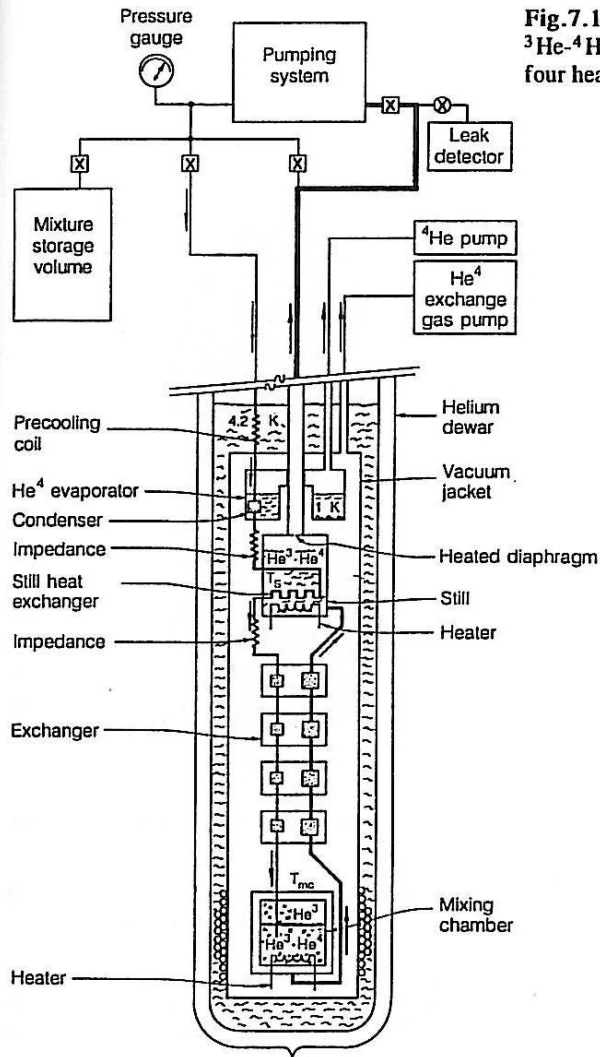 Fig.7.1
³He-⁴H
four hea
Pressure
gauge
Pumping
system
X
X
Leak
detector
X
X
X
Mixture
storage
volume
⁴He pump
He⁴
exchange
gas pump
4.2 K
Precooling
coil
Helium
dewar
Vacuum
jacket
He⁴ evaporator
1 K
Condenser
Impedance
He³-He⁴
Heated diaphragm
Still heat
exchanger
T_S
Still
Heater
Impedance
Exchanger
T_mc
He³
He³-He⁴
Mixing
chamber
Heater